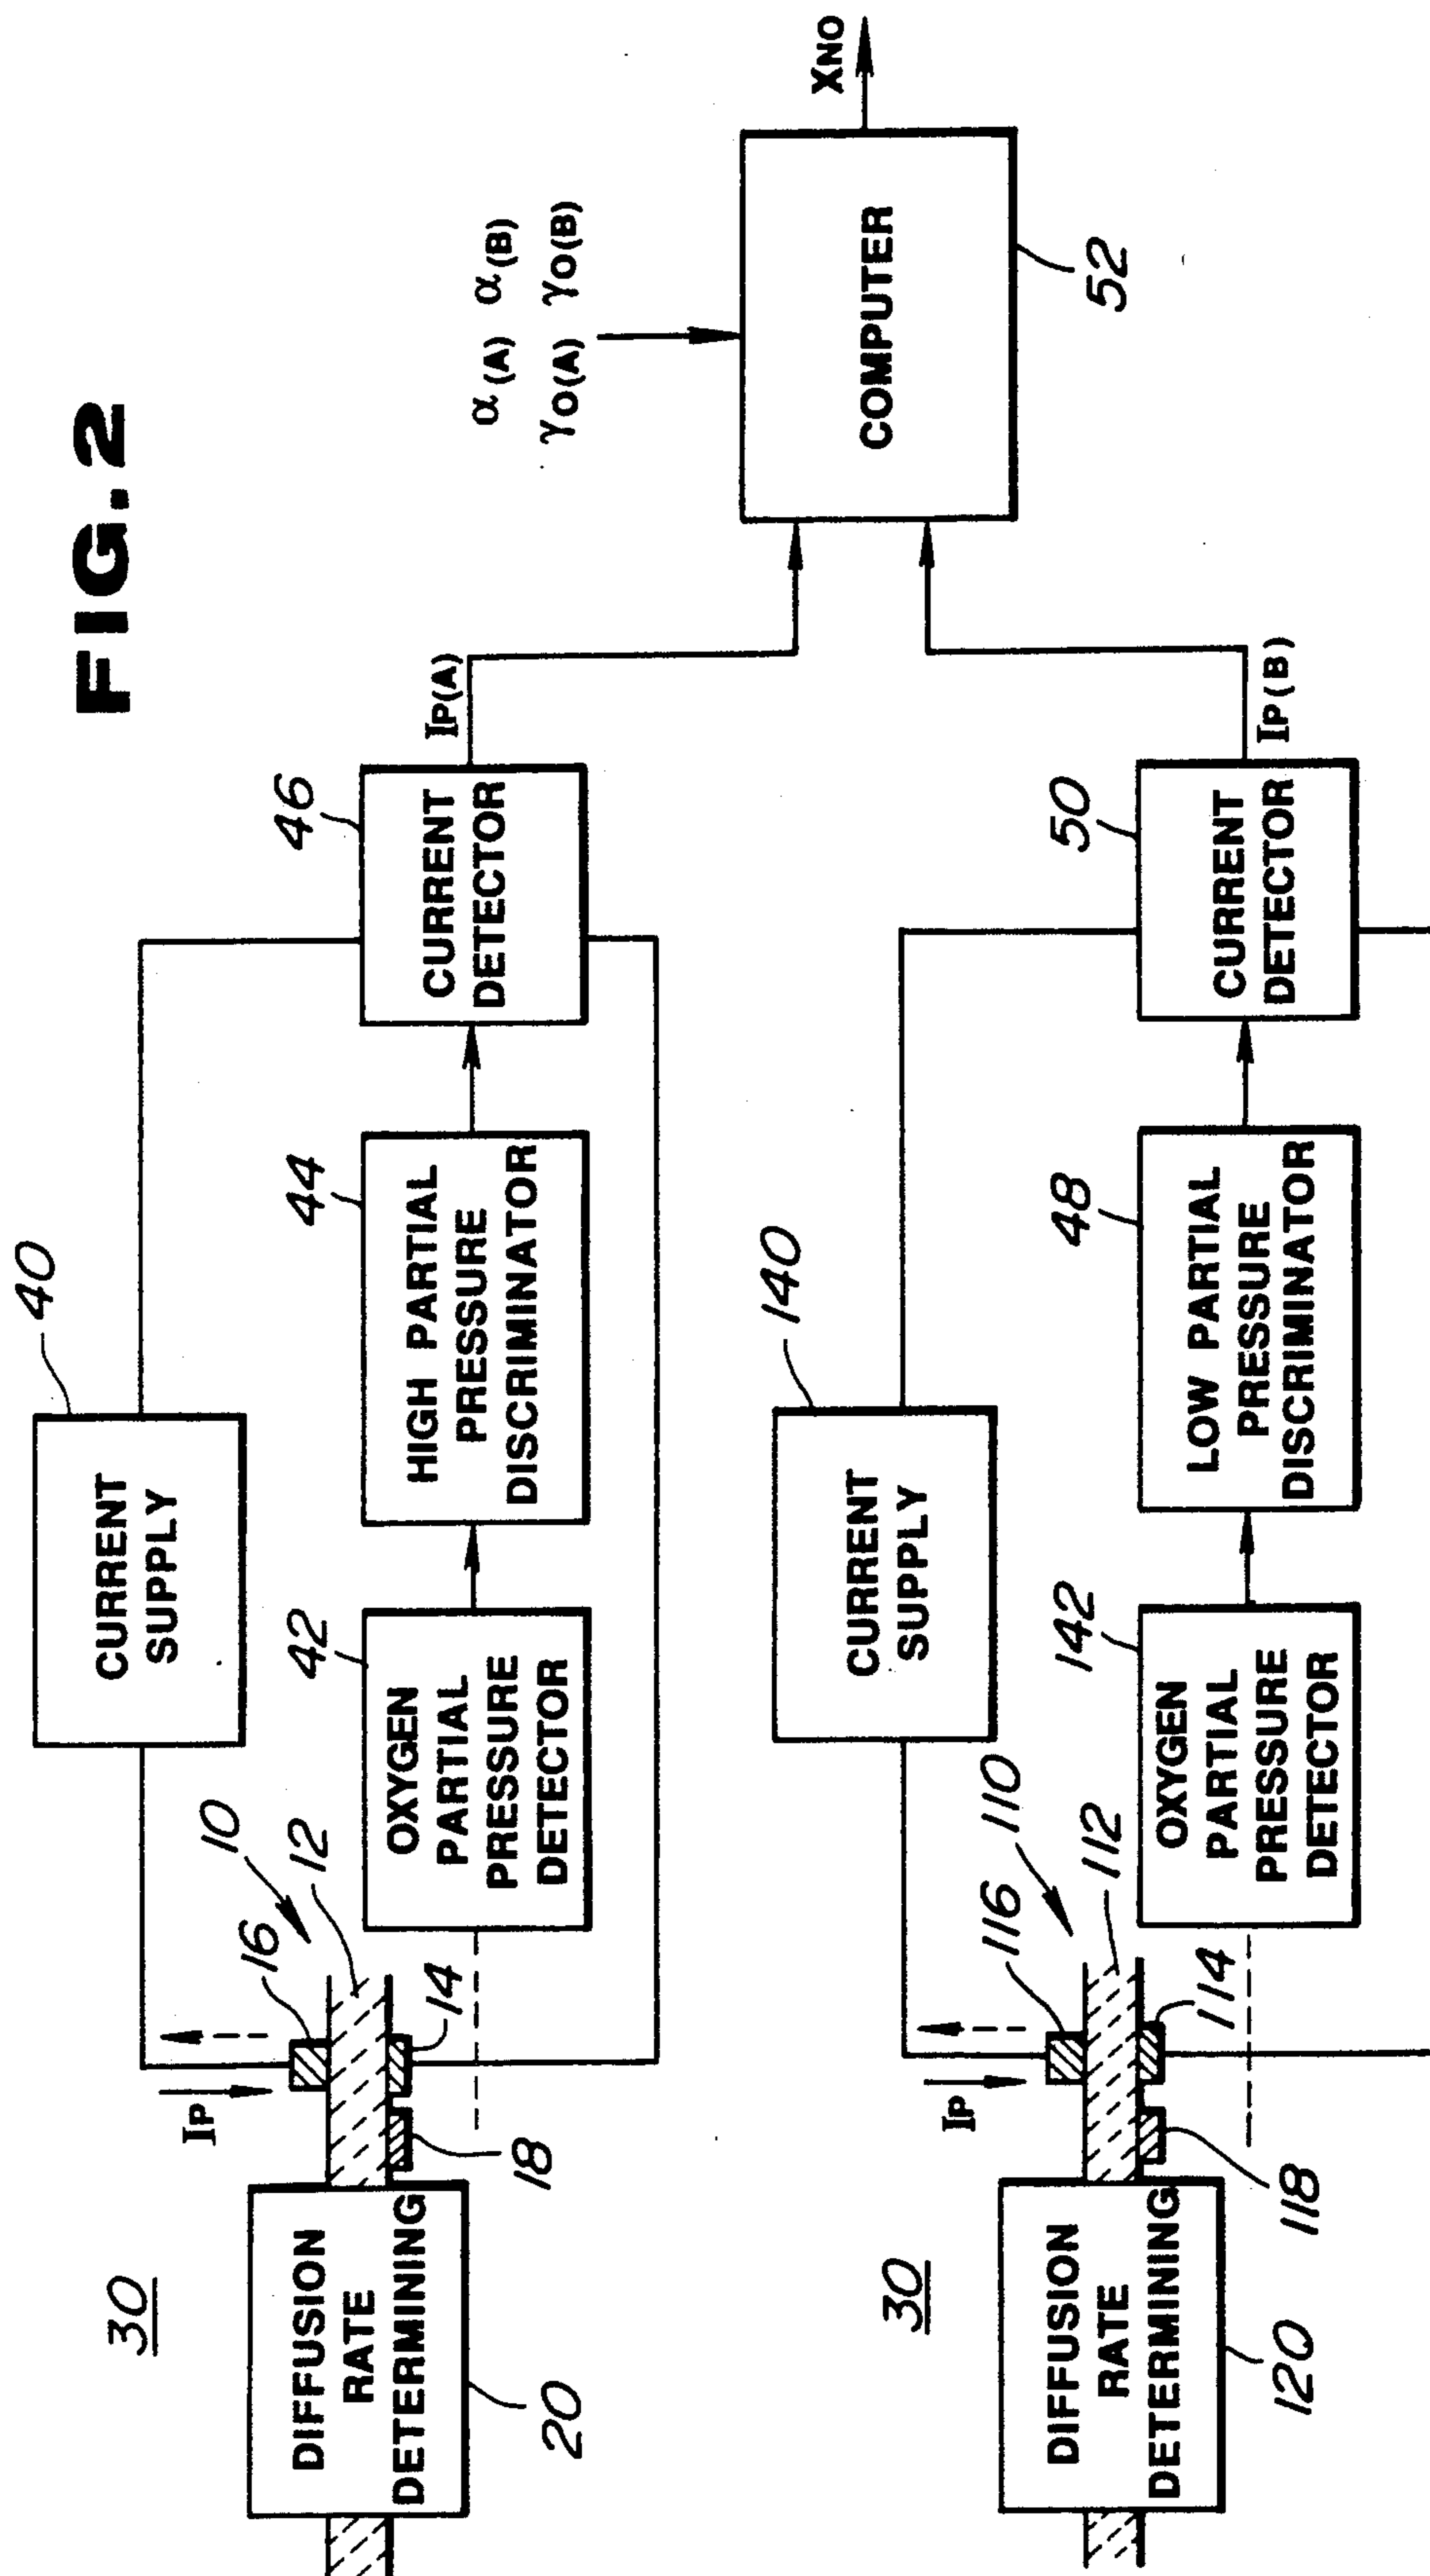 FIG.2
40
CURRENT
SUPPLY
30
IP
16
10
12
14
18
DIFFUSION
RATE
DETERMINING
20
42
OXYGEN
PARTIAL
PRESSURE
DETECTOR
44
HIGH PARTIAL
PRESSURE
DISCRIMINATOR
46
CURRENT
DETECTOR
IP(A)
α(A) α(B)
γO(A) γO(B)
COMPUTER
52
XNO
140
CURRENT
SUPPLY
30
IP
116
110
112
114
118
DIFFUSION
RATE
DETERMINING
120
142
OXYGEN
PARTIAL
PRESSURE
DETECTOR
48
LOW PARTIAL
PRESSURE
DISCRIMINATOR
50
CURRENT
DETECTOR
IP(B)